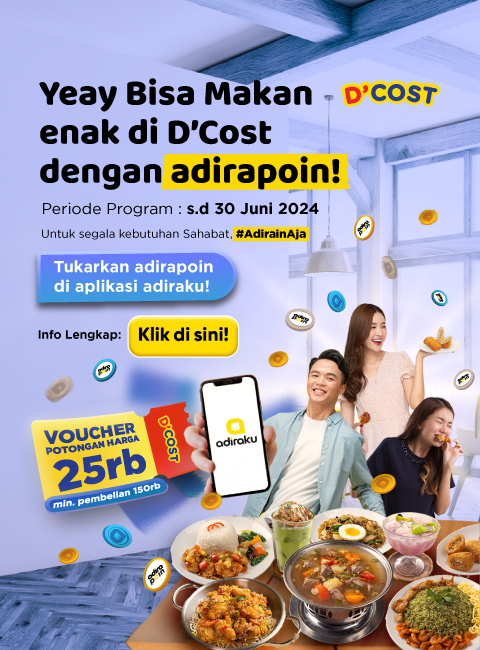 Yeay Bisa Makan
D'COST
enak di D'Cost
dengan adirapoin!
Periode Program : s.d 30 Juni 2024
Untuk segala kebutuhan Sahabat, #AdirainAja
Tukarkan adirapoin
di aplikasi adiraku!
Info Lengkap: Klik di sini!
VOUCHER
POTONGAN HARGA
25rb
min. pembelian 150rb
D'COST
adiraku